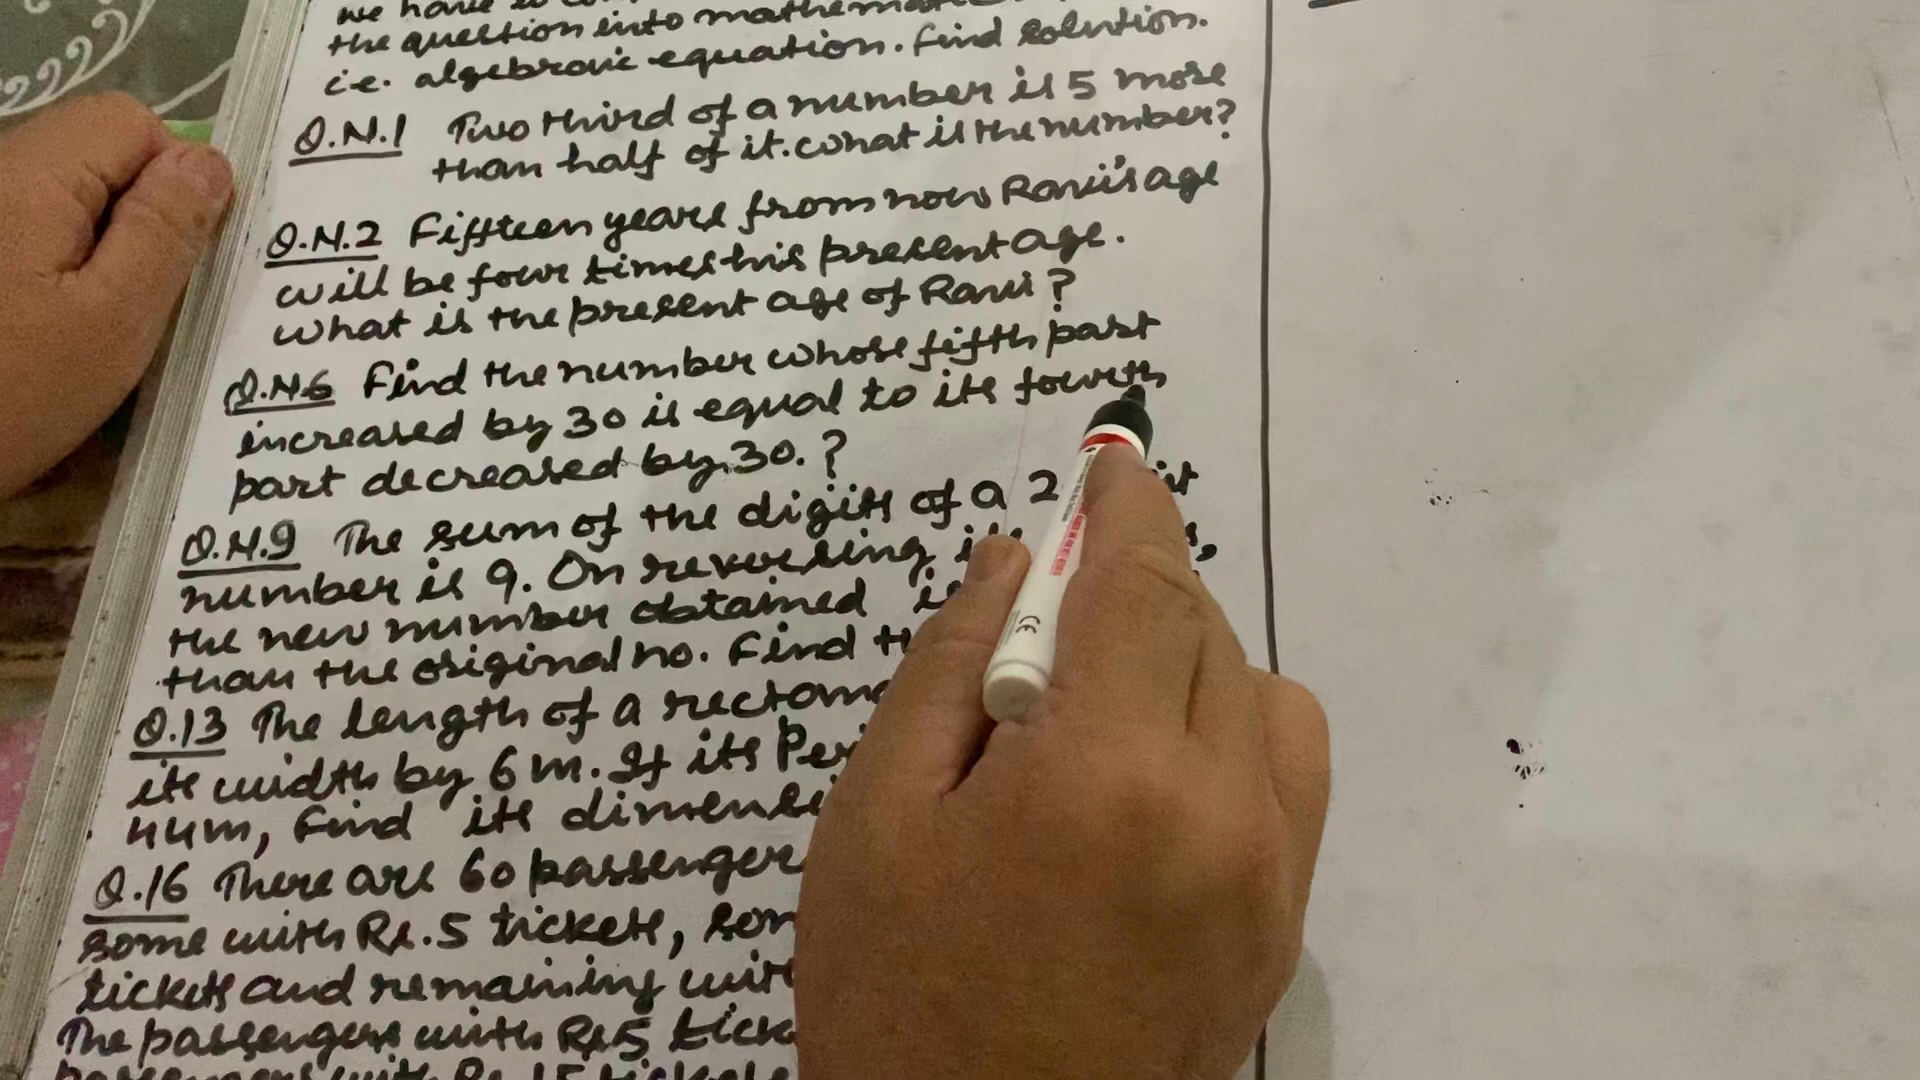 we have to
the question into mathema
i.e. algebraic equation. Find solution.
Q.N.1 Two third of a number is 5 more
than half of it. What is the number?
Q.N.2 Fifteen years from now Ravi's age
will be four times his present age.
What is the present age of Ravi?
Q.N.6 Find the number whose fifth part
increased by 30 is equal to its fourth
part decreased by 30.?
Q.N.9 The sum of the digits of a 2 it
number is 9. On reversing
the new number obtained
than the original no. Find
Q.13 The length of a
its width by 6 m. If its
44m, Find its
Q.16 There are 60 passenger
some with Rs.5 tickets,
tickets and remaining
The passengers with Rs5
CE